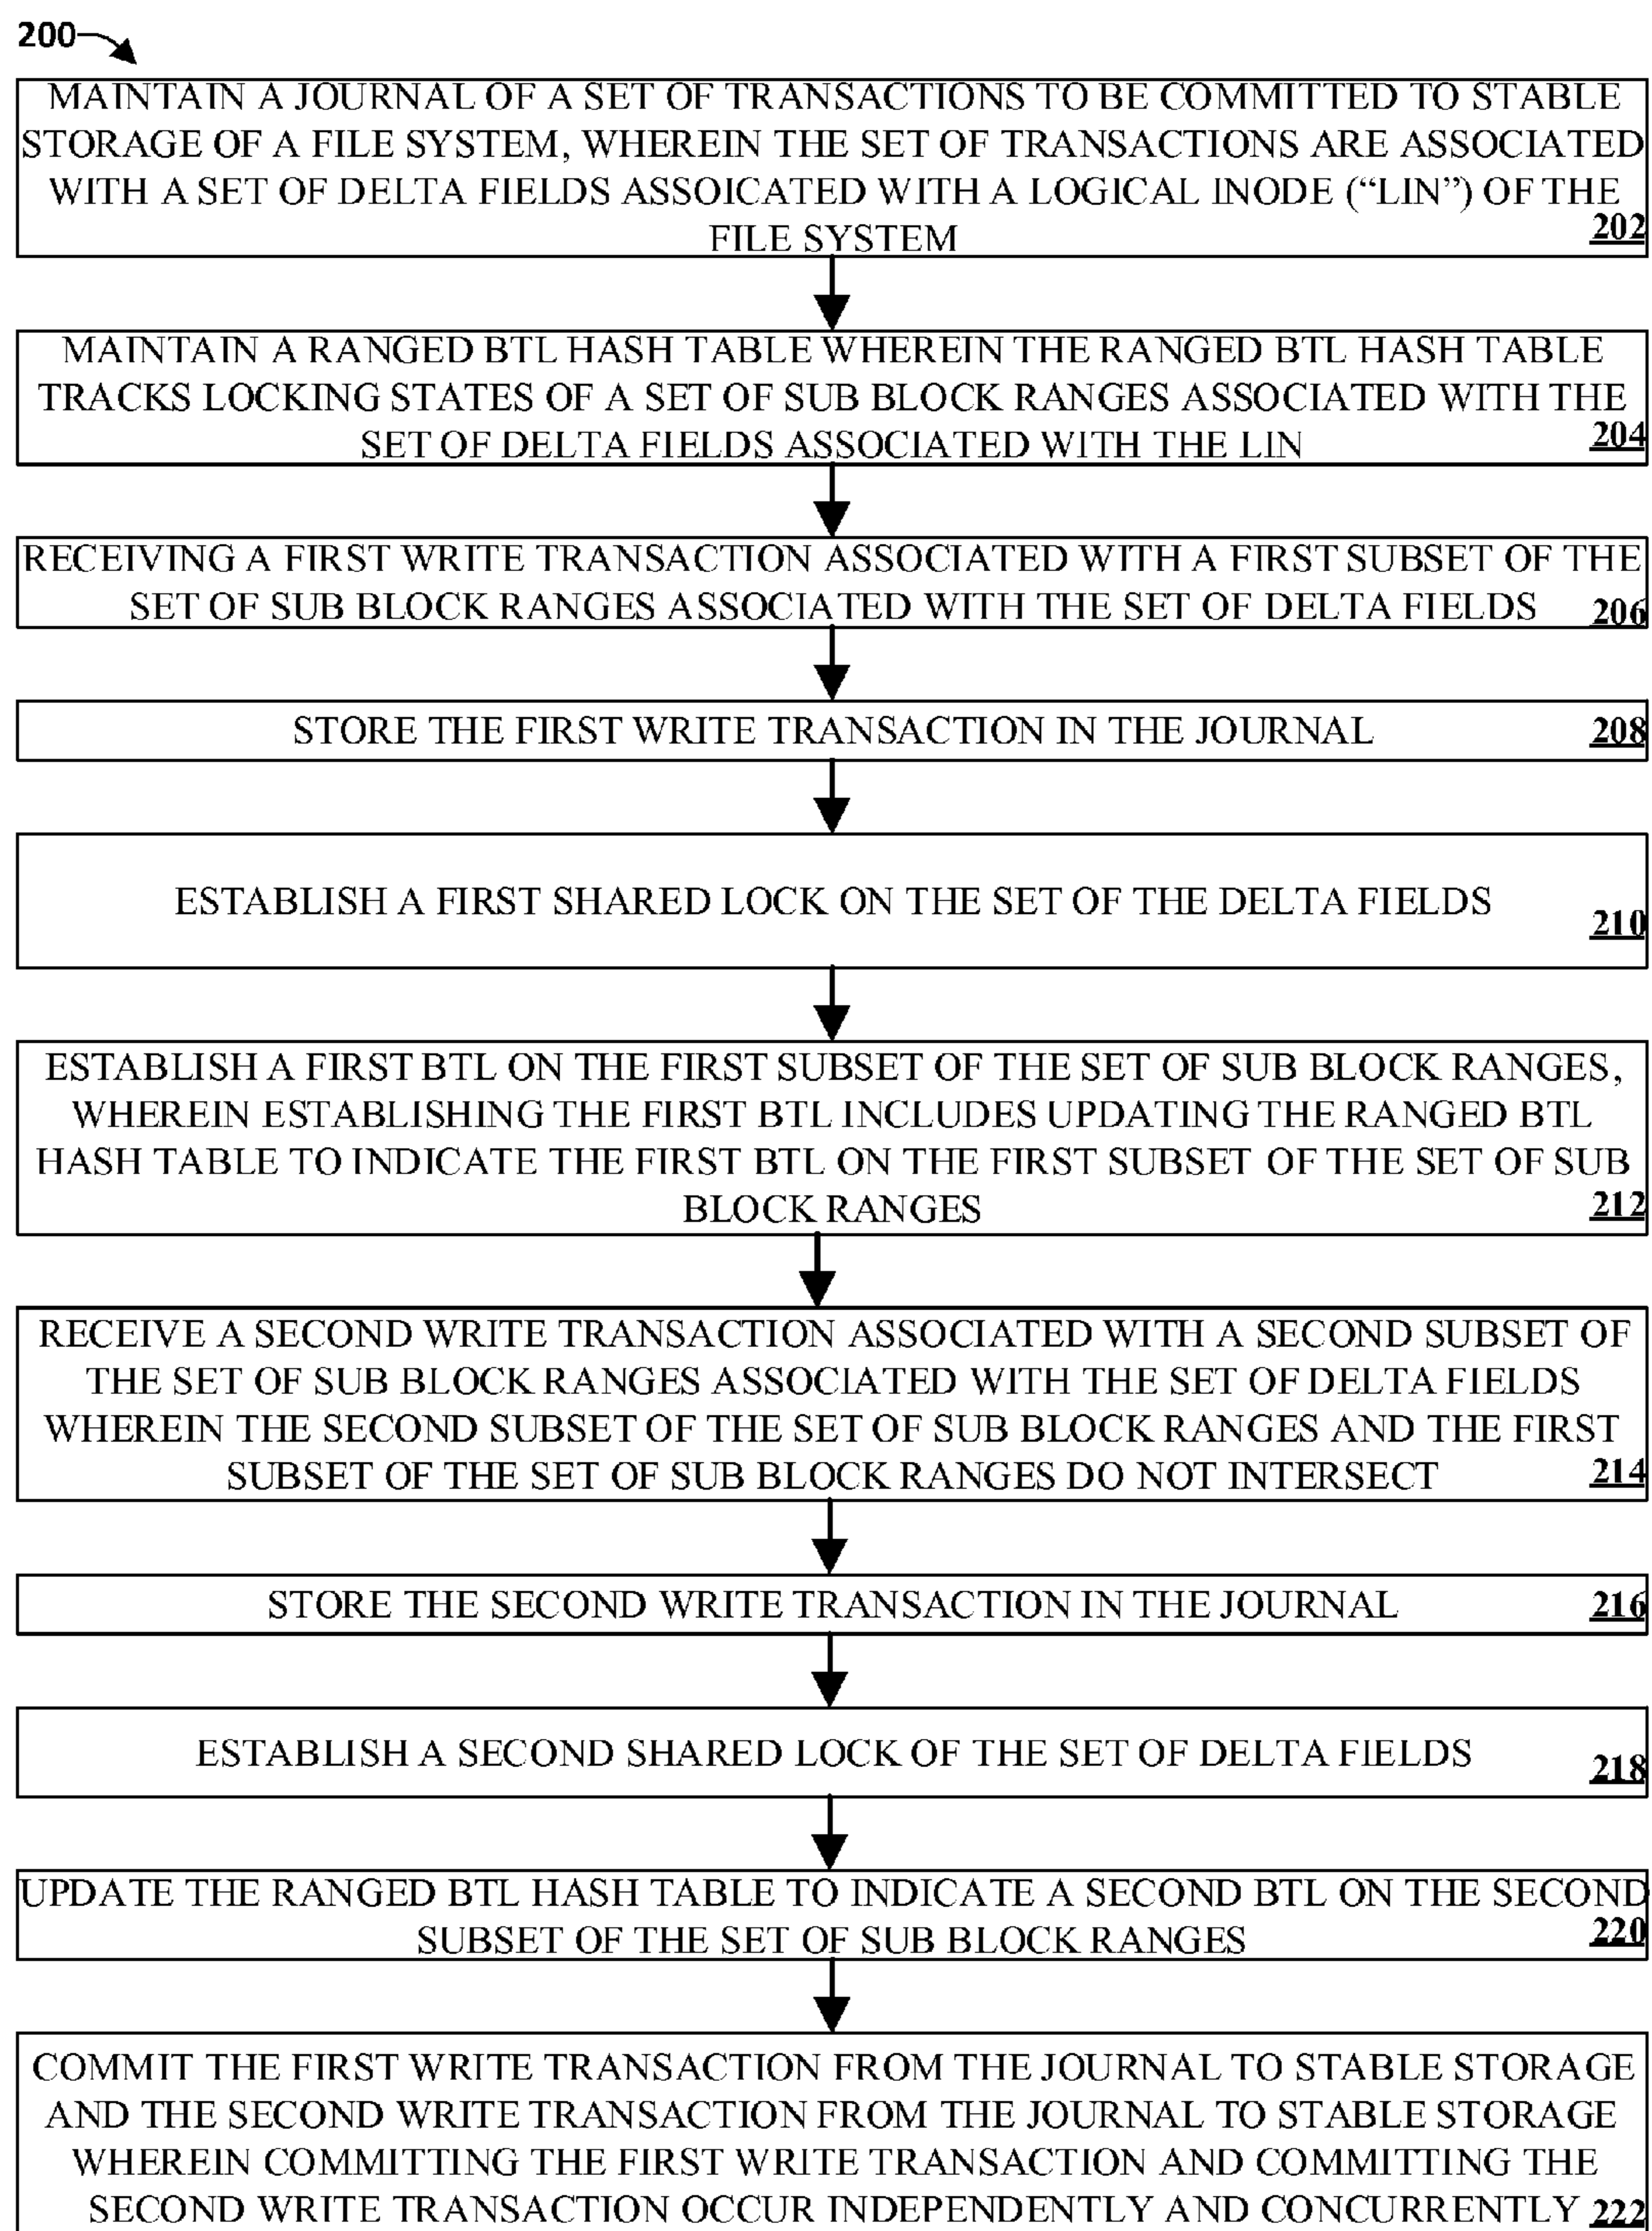 200
MAINTAIN A JOURNAL OF A SET OF TRANSACTIONS TO BE COMMITTED TO STABLE
STORAGE OF A FILE SYSTEM, WHEREIN THE SET OF TRANSACTIONS ARE ASSOCIATED
WITH A SET OF DELTA FIELDS ASSOICATED WITH A LOGICAL INODE (“LIN”) OF THE
FILE SYSTEM 202
MAINTAIN A RANGED BTL HASH TABLE WHEREIN THE RANGED BTL HASH TABLE
TRACKS LOCKING STATES OF A SET OF SUB BLOCK RANGES ASSOCIATED WITH THE
SET OF DELTA FIELDS ASSOCIATED WITH THE LIN 204
RECEIVING A FIRST WRITE TRANSACTION ASSOCIATED WITH A FIRST SUBSET OF THE
SET OF SUB BLOCK RANGES ASSOCIATED WITH THE SET OF DELTA FIELDS 206
STORE THE FIRST WRITE TRANSACTION IN THE JOURNAL 208
ESTABLISH A FIRST SHARED LOCK ON THE SET OF THE DELTA FIELDS 210
ESTABLISH A FIRST BTL ON THE FIRST SUBSET OF THE SET OF SUB BLOCK RANGES,
WHEREIN ESTABLISHING THE FIRST BTL INCLUDES UPDATING THE RANGED BTL
HASH TABLE TO INDICATE THE FIRST BTL ON THE FIRST SUBSET OF THE SET OF SUB
BLOCK RANGES 212
RECEIVE A SECOND WRITE TRANSACTION ASSOCIATED WITH A SECOND SUBSET OF
THE SET OF SUB BLOCK RANGES ASSOCIATED WITH THE SET OF DELTA FIELDS
WHEREIN THE SECOND SUBSET OF THE SET OF SUB BLOCK RANGES AND THE FIRST
SUBSET OF THE SET OF SUB BLOCK RANGES DO NOT INTERSECT 214
STORE THE SECOND WRITE TRANSACTION IN THE JOURNAL 216
ESTABLISH A SECOND SHARED LOCK OF THE SET OF DELTA FIELDS 218
UPDATE THE RANGED BTL HASH TABLE TO INDICATE A SECOND BTL ON THE SECOND
SUBSET OF THE SET OF SUB BLOCK RANGES 220
COMMIT THE FIRST WRITE TRANSACTION FROM THE JOURNAL TO STABLE STORAGE
AND THE SECOND WRITE TRANSACTION FROM THE JOURNAL TO STABLE STORAGE
WHEREIN COMMITTING THE FIRST WRITE TRANSACTION AND COMMITTING THE
SECOND WRITE TRANSACTION OCCUR INDEPENDENTLY AND CONCURRENTLY 222